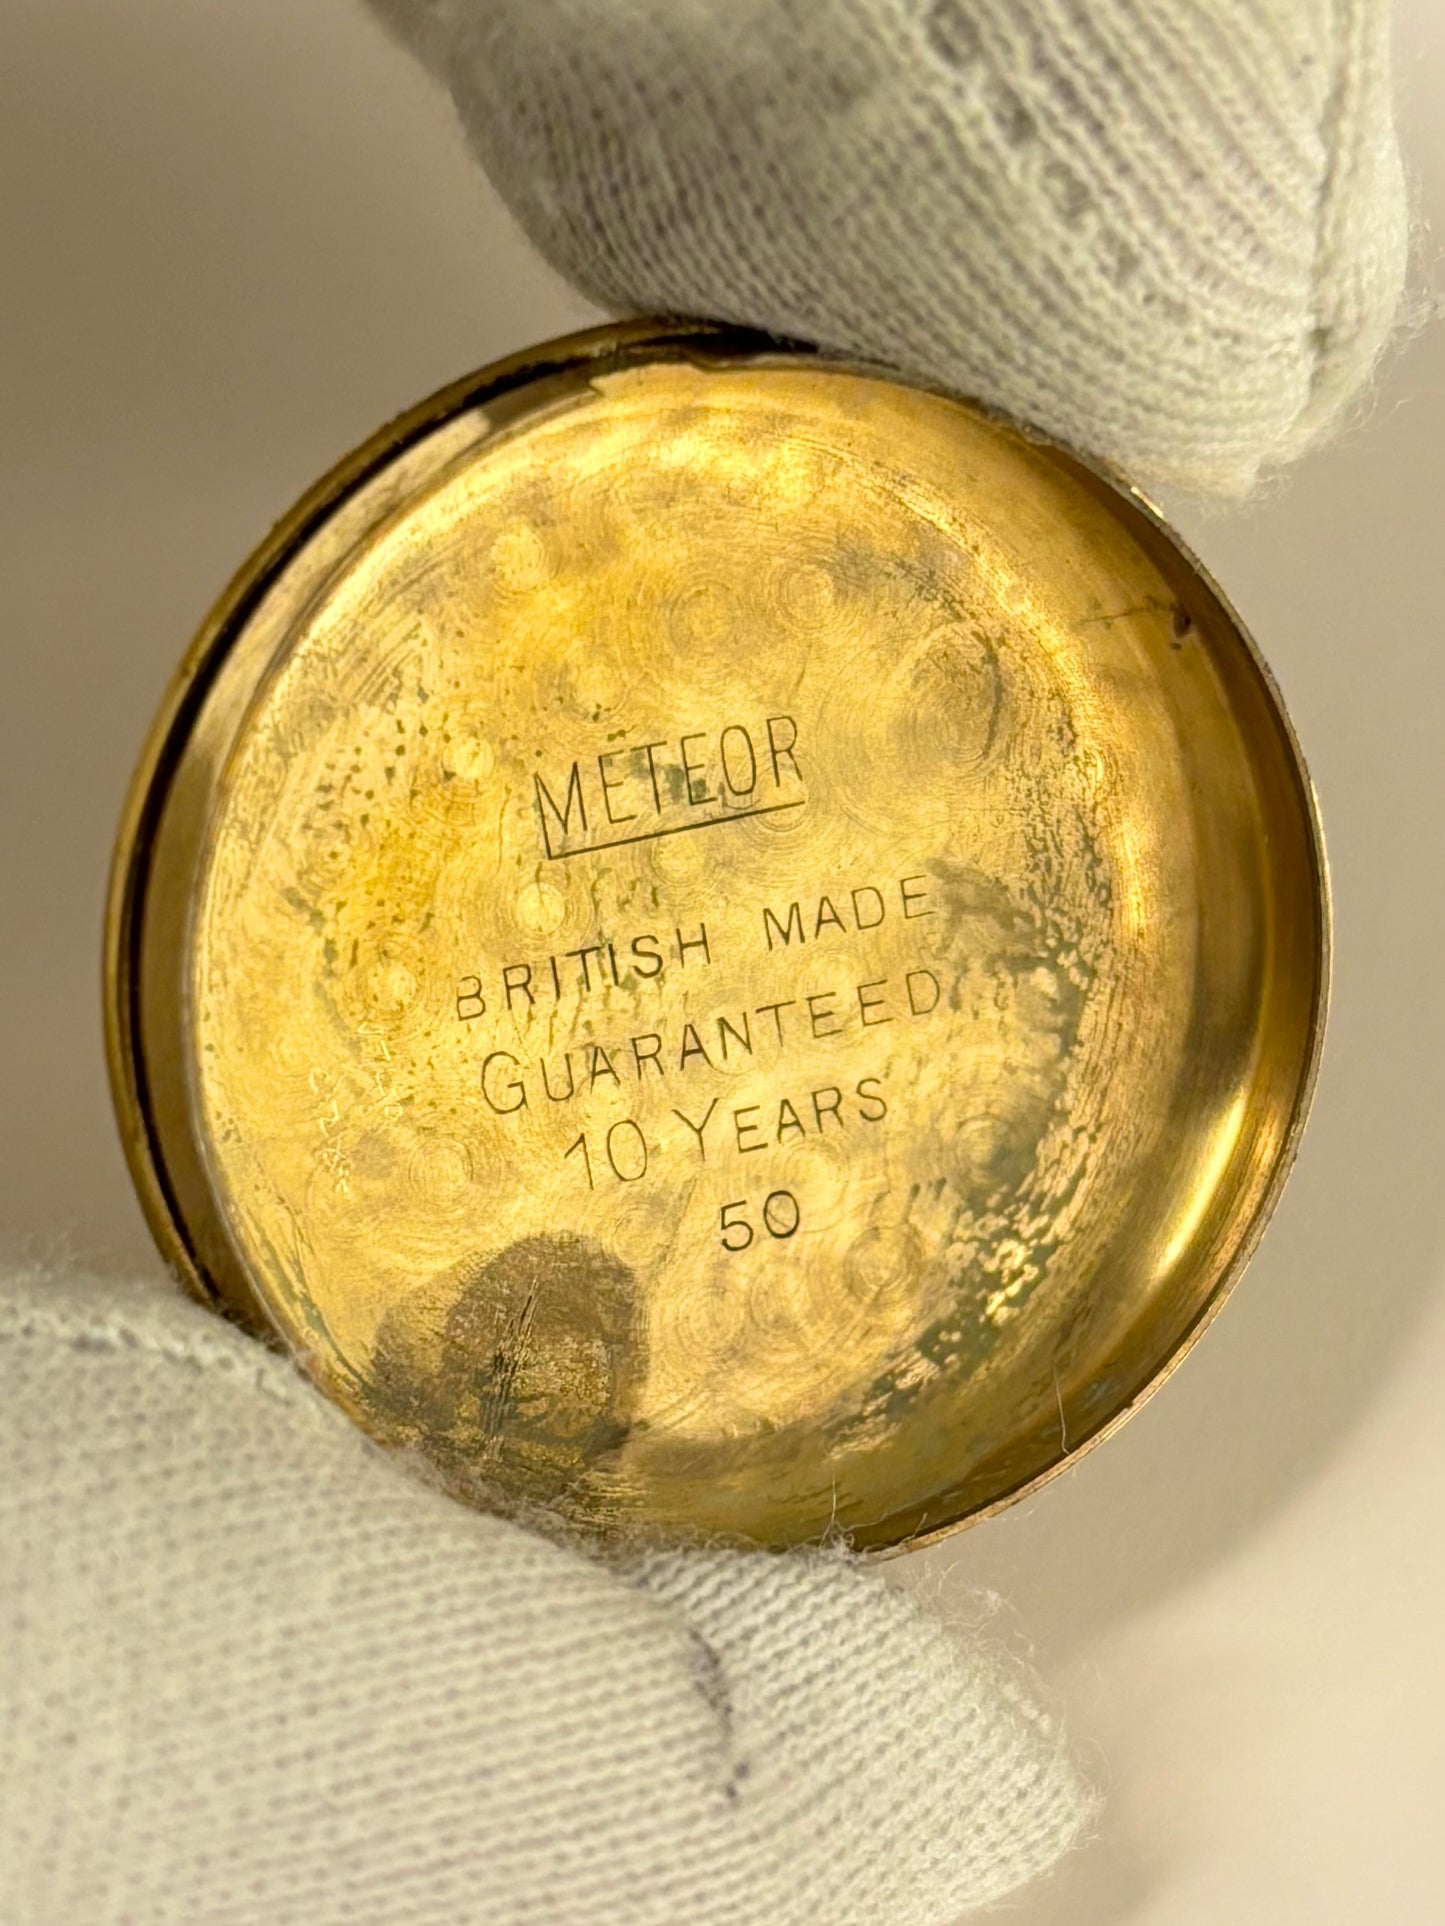 METEOR
BRITISH MADE
GUARANTEED
10 YEARS
50